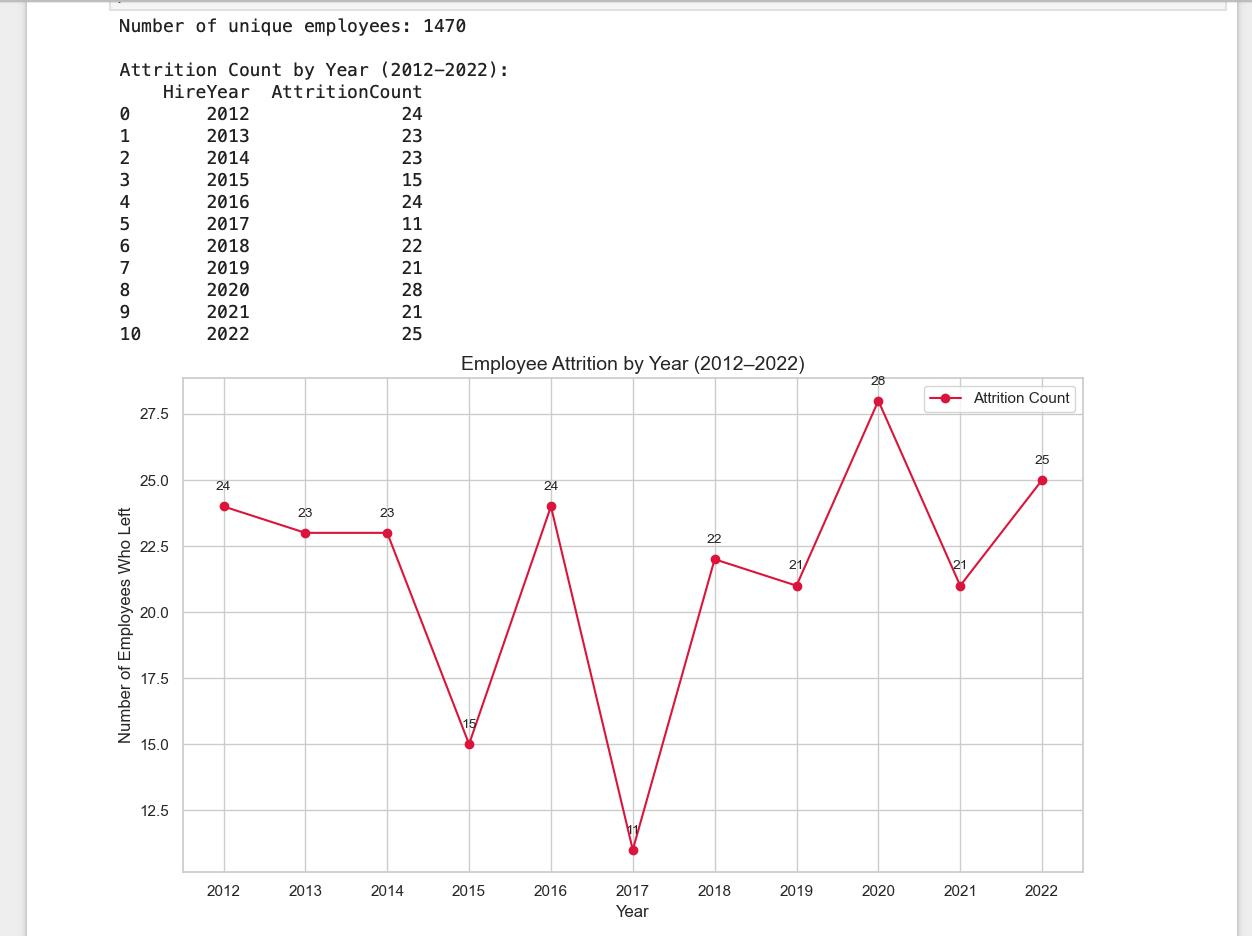 Number of unique employees: 1470
Attrition Count by Year (2012–2022):
HireYear AttritionCount
0 2012 24
1 2013 23
2 2014 23
3 2015 15
4 2016 24
5 2017 11
6 2018 22
7 2019 21
8 2020 28
9 2021 21
10 2022 25
Employee Attrition by Year (2012–2022)
28
Attrition Count
27.5
25
25.0
24
24
23
23
22
22.5
21
21
20.0
17.5
15
15.0
12.5
11
Number of Employees Who Left
2012 2013 2014 2015 2016 2017 2018 2019 2020 2021 2022
Year